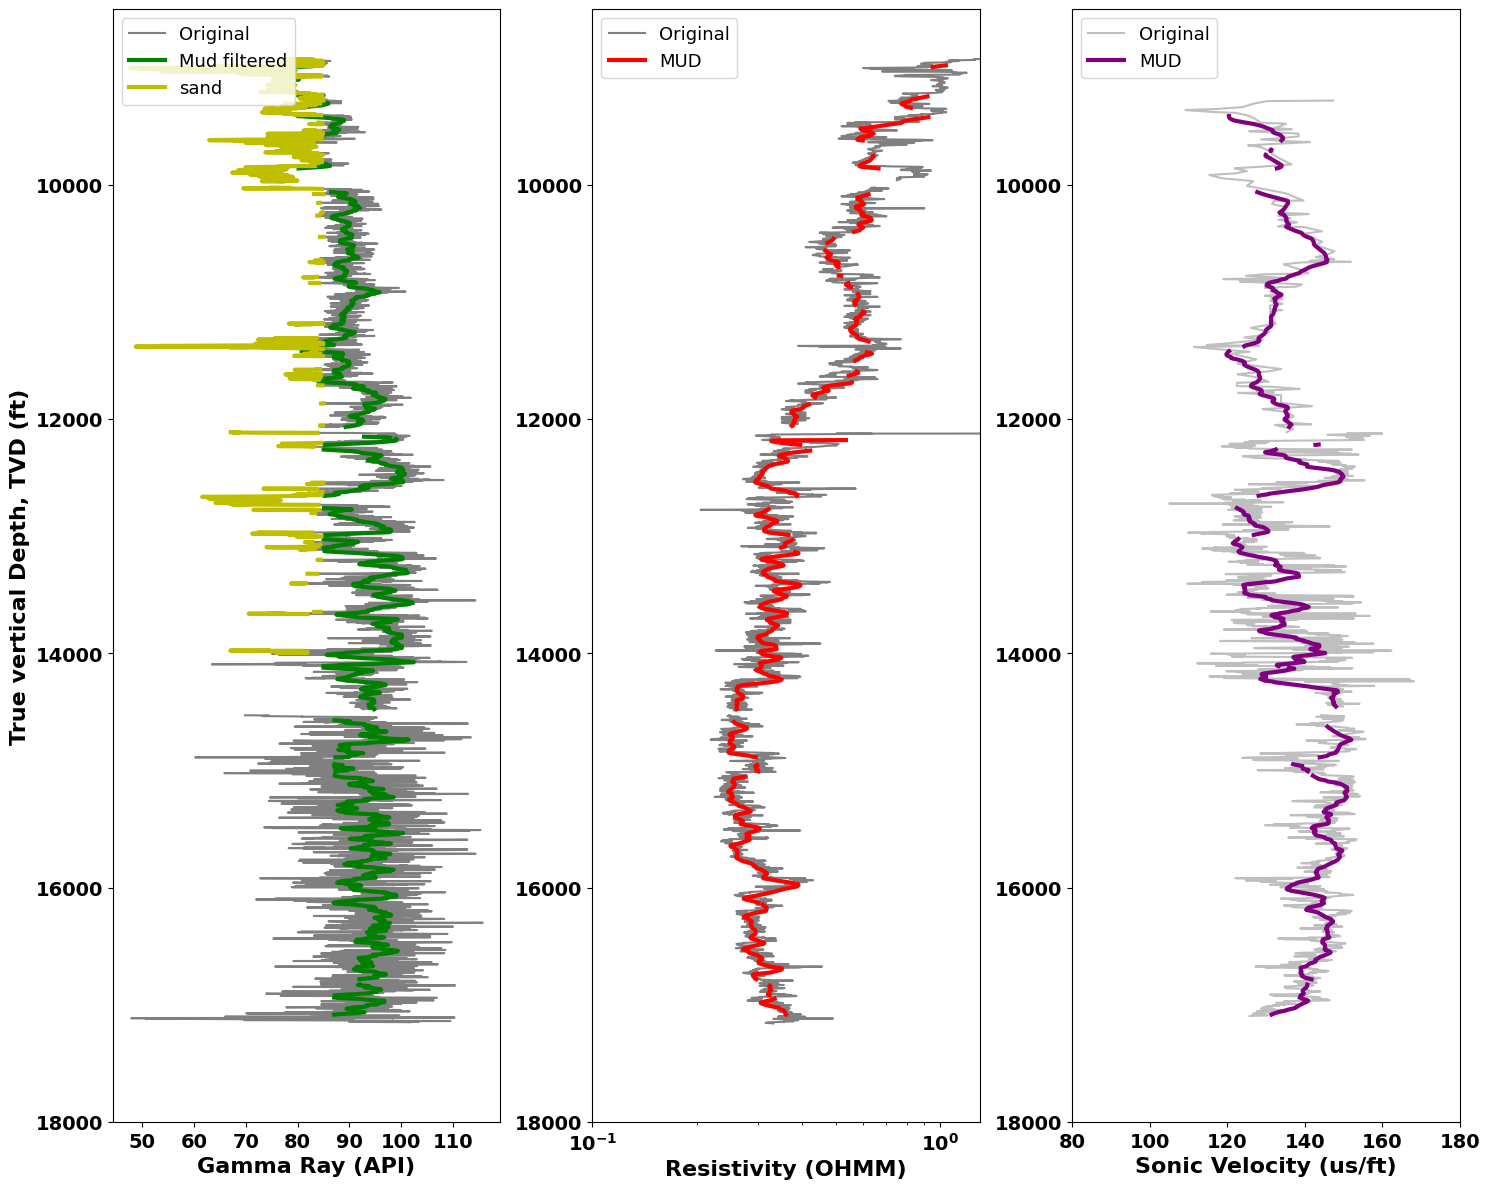 Original
Mud filtered
sand
Original
MUD
Original
MUD
True vertical Depth, TVD (ft)
10000
12000
14000
16000
18000
50 60 70 80 90 100 110
Gamma Ray (API)
10000
12000
14000
16000
18000
10⁻¹ 10⁰
Resistivity (OHMM)
10000
12000
14000
16000
18000
80 100 120 140 160 180
Sonic Velocity (us/ft)